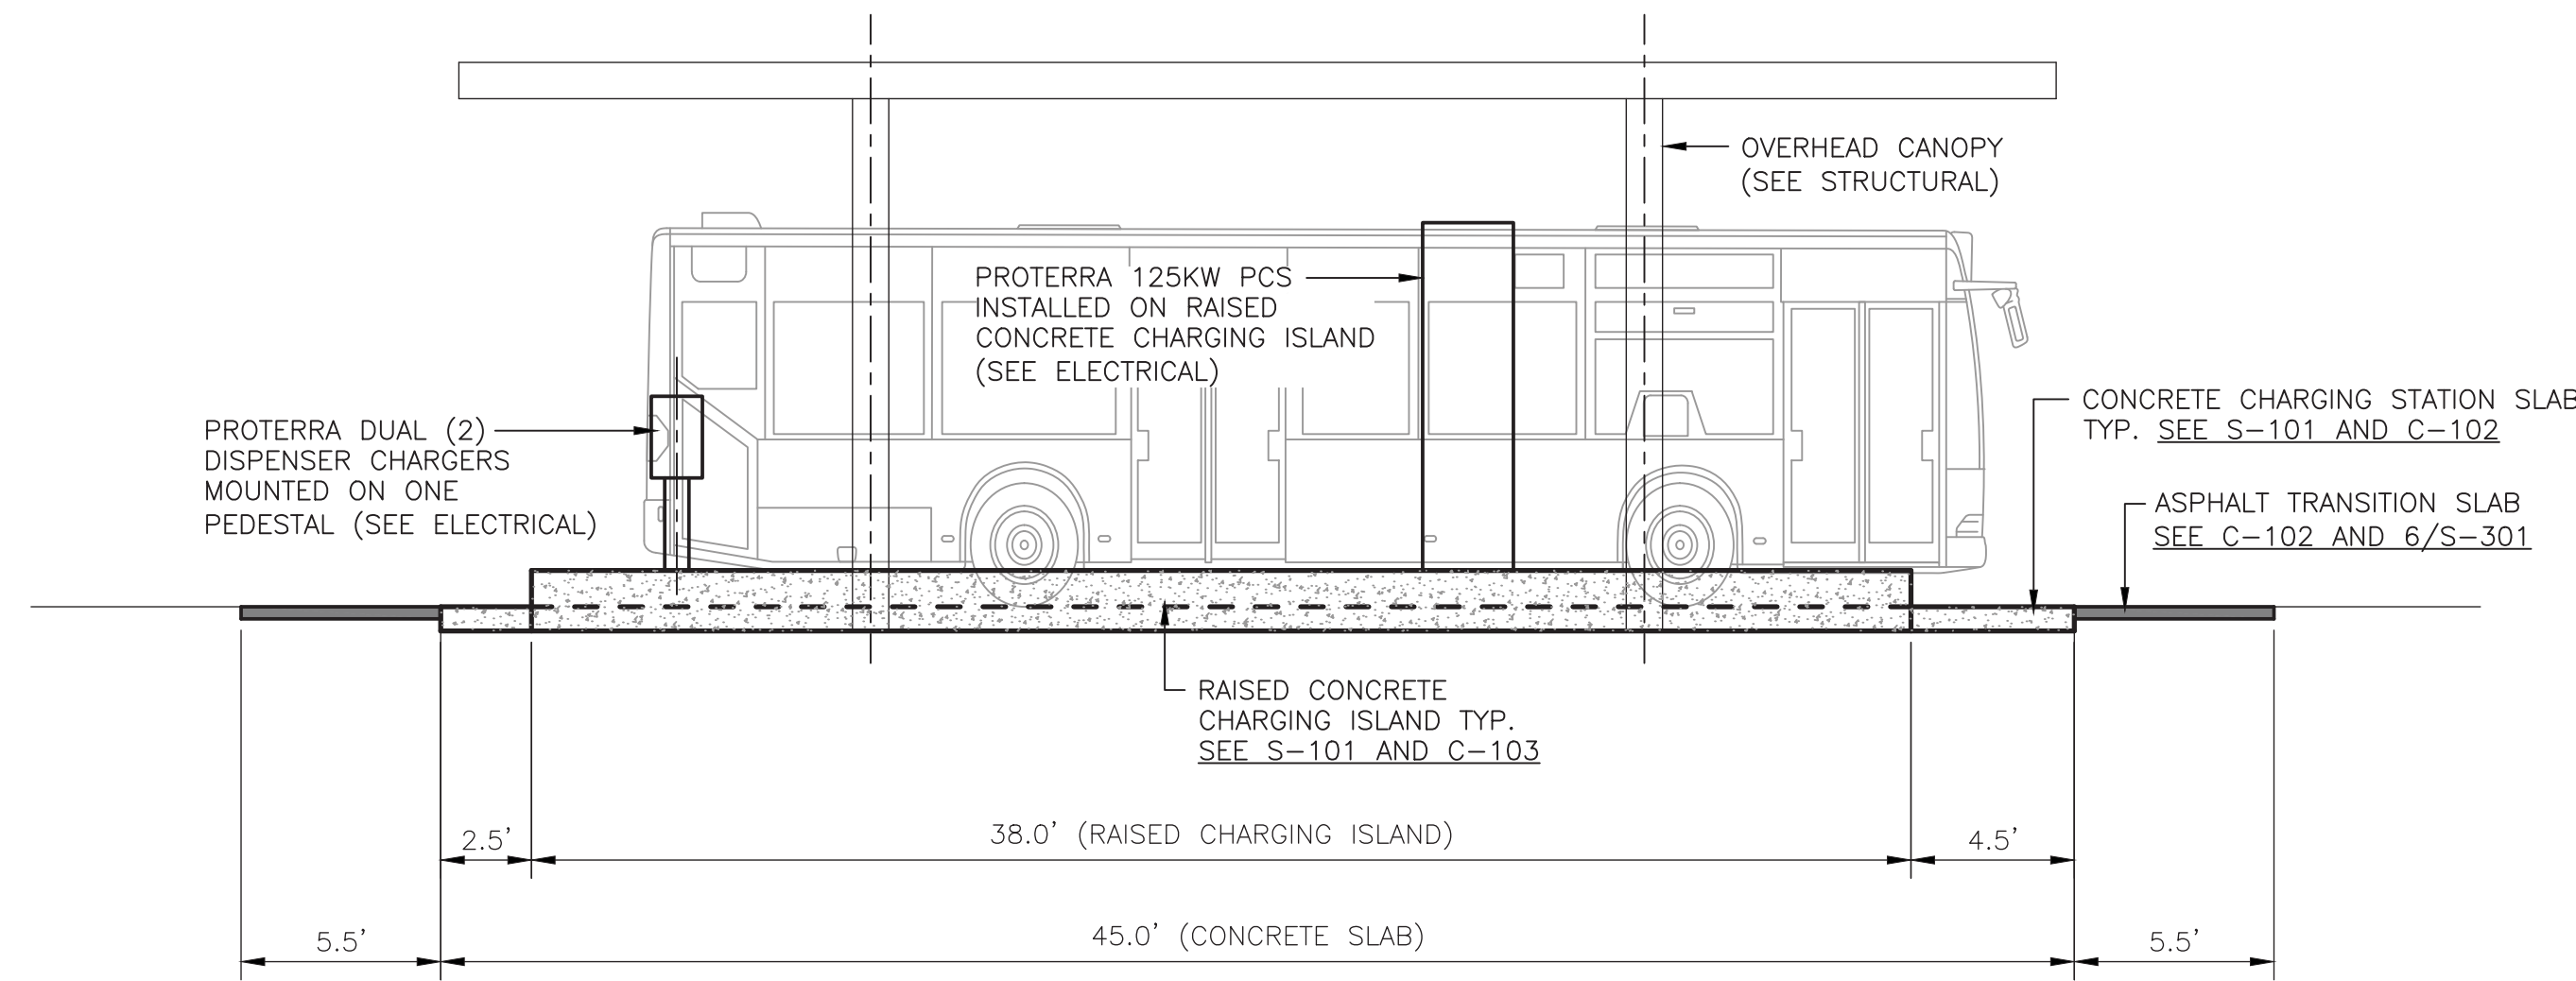 OVERHEAD CANOPY
(SEE STRUCTURAL)
PROTERRA 125KW PCS
INSTALLED ON RAISED
CONCRETE CHARGING ISLAND
(SEE ELECTRICAL)
PROTERRA DUAL (2)
DISPENSER CHARGERS
MOUNTED ON ONE
PEDESTAL (SEE ELECTRICAL)
CONCRETE CHARGING STATION SLAB
TYP. SEE S-101 AND C-102
ASPHALT TRANSITION SLAB
SEE C-102 AND 6/S-301
RAISED CONCRETE
CHARGING ISLAND TYP.
SEE S-101 AND C-103
2.5'
38.0' (RAISED CHARGING ISLAND)
4.5'
5.5'
45.0' (CONCRETE SLAB)
5.5'